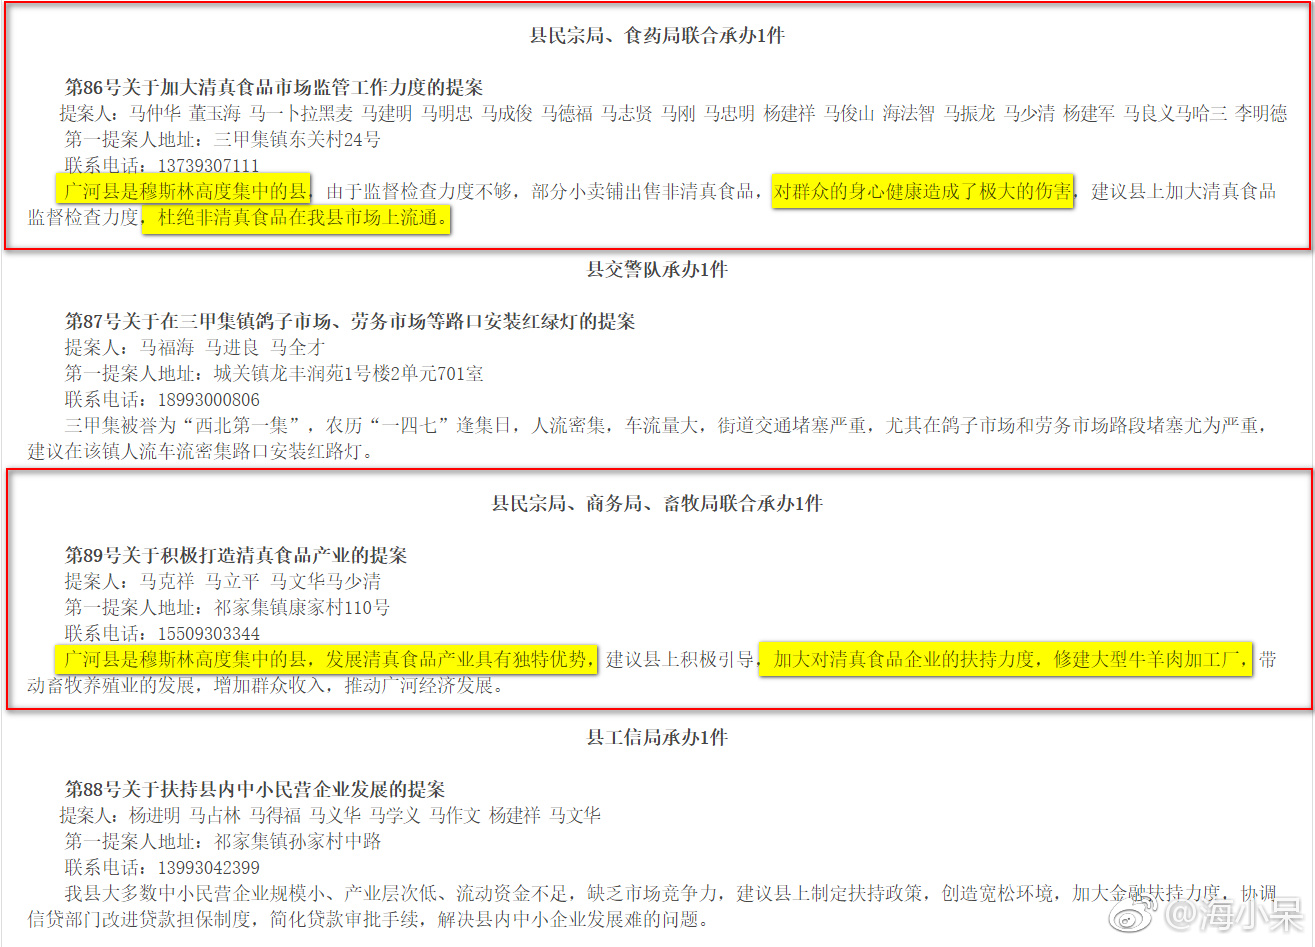 县民宗局、食药局联合承办1件
第86号关于加大清真食品市场监管工作力度的提案
提案人：马仲华 董玉海 马一卜拉黑麦 马建明 马明忠 马成俊 马德福 马志贤 马刚 马忠明 杨建祥 马俊山 海法智 马振龙 马少清 杨建军 马良义马哈三 李明德
第一提案人地址：三甲集镇东关村24号
联系电话：13739307111
广河县是穆斯林高度集中的县，由于监督检查力度不够，部分小卖铺出售非清真食品，对群众的身心健康造成了极大的伤害，建议县上加大清真食品
监督检查力度，杜绝非清真食品在我县市场上流通。
县交警队承办1件
第87号关于在三甲集镇鸽子市场、劳务市场等路口安装红绿灯的提案
提案人：马福海 马进良 马全才
第一提案人地址：城关镇龙丰润苑1号楼2单元701室
联系电话：18993000806
三甲集被誉为“西北第一集”，农历“一四七”逢集日，人流密集，车流量大，街道交通堵塞严重，尤其在鸽子市场和劳务市场路段堵塞尤为严重，
建议在该镇人流车流密集路口安装红路灯。
县民宗局、商务局、畜牧局联合承办1件
第89号关于积极打造清真食品产业的提案
提案人：马克祥 马立平 马文华马少清
第一提案人地址：祁家集镇康家村110号
联系电话：15509303344
广河县是穆斯林高度集中的县，发展清真食品产业具有独特优势，建议县上积极引导，加大对清真食品企业的扶持力度，修建大型牛羊肉加工厂，带
动畜牧养殖业的发展，增加群众收入，推动广河经济发展。
县工信局承办1件
第88号关于扶持县内中小民营企业发展的提案
提案人：杨进明 马占林 马得福 马义华 马学义 马作文 杨建祥 马文华
第一提案人地址：祁家集镇孙家村中路
联系电话：13993042399
我县大多数中小民营企业规模小、产业层次低、流动资金不足，缺乏市场竞争力，建议县上制定扶持政策，创造宽松环境，加大金融扶持力度，协调
信贷部门改进贷款担保制度，简化贷款审批手续，解决县内中小企业发展难的问题。
@海小呆